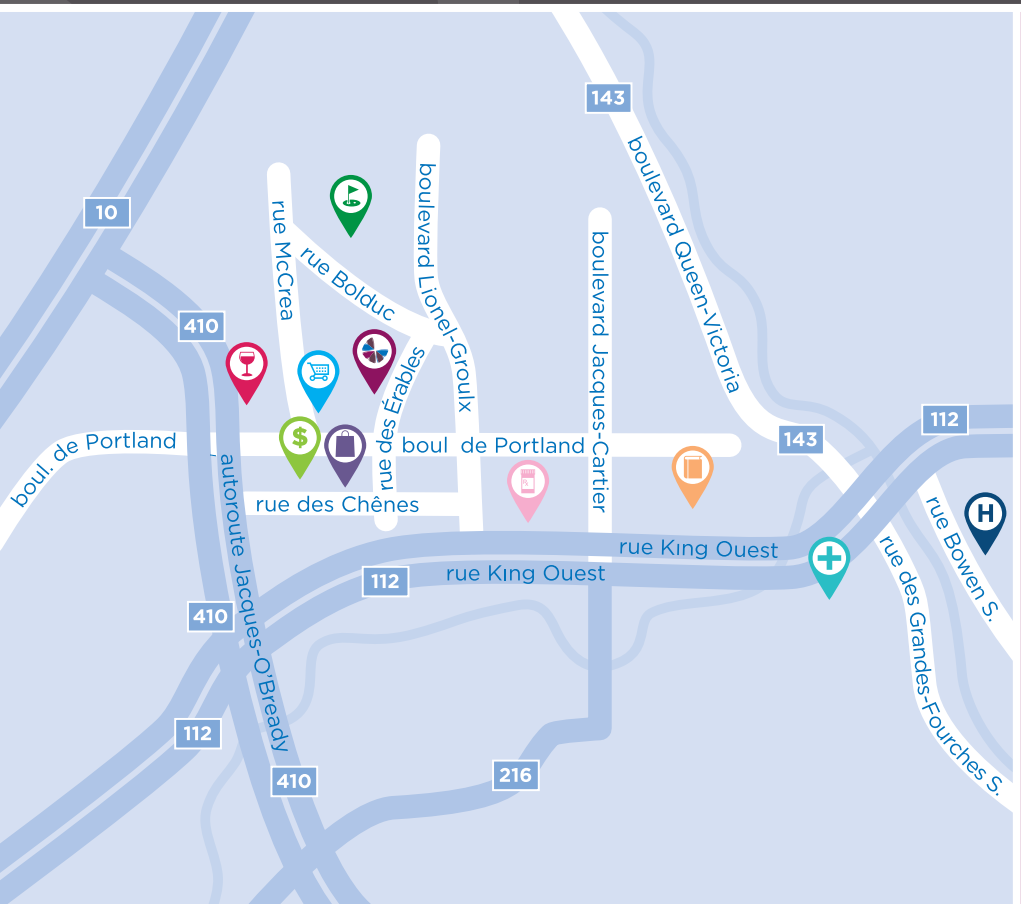 143
boulevard Queen-Victoria
10
rue McCrea
boulevard Lionel-Groulx
rue Bolduc
boulevard Jacques-Cartier
410
rue des Érables
$
112
boul. de Portland
boul de Portland
143
autoroute Jacques-O'Bready
rue des Chênes
H
rue Bowen S.
rue King Ouest
rue King Ouest
112
rue des Grandes-Fourches S.
410
112
216
410